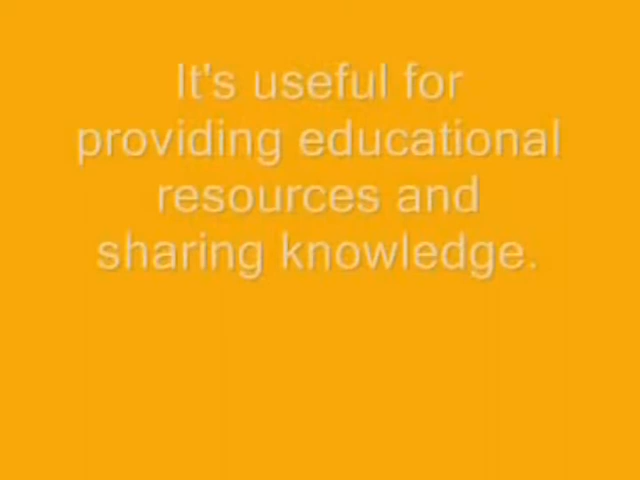 It's useful for
providing educational
resources and
sharing knowledge.